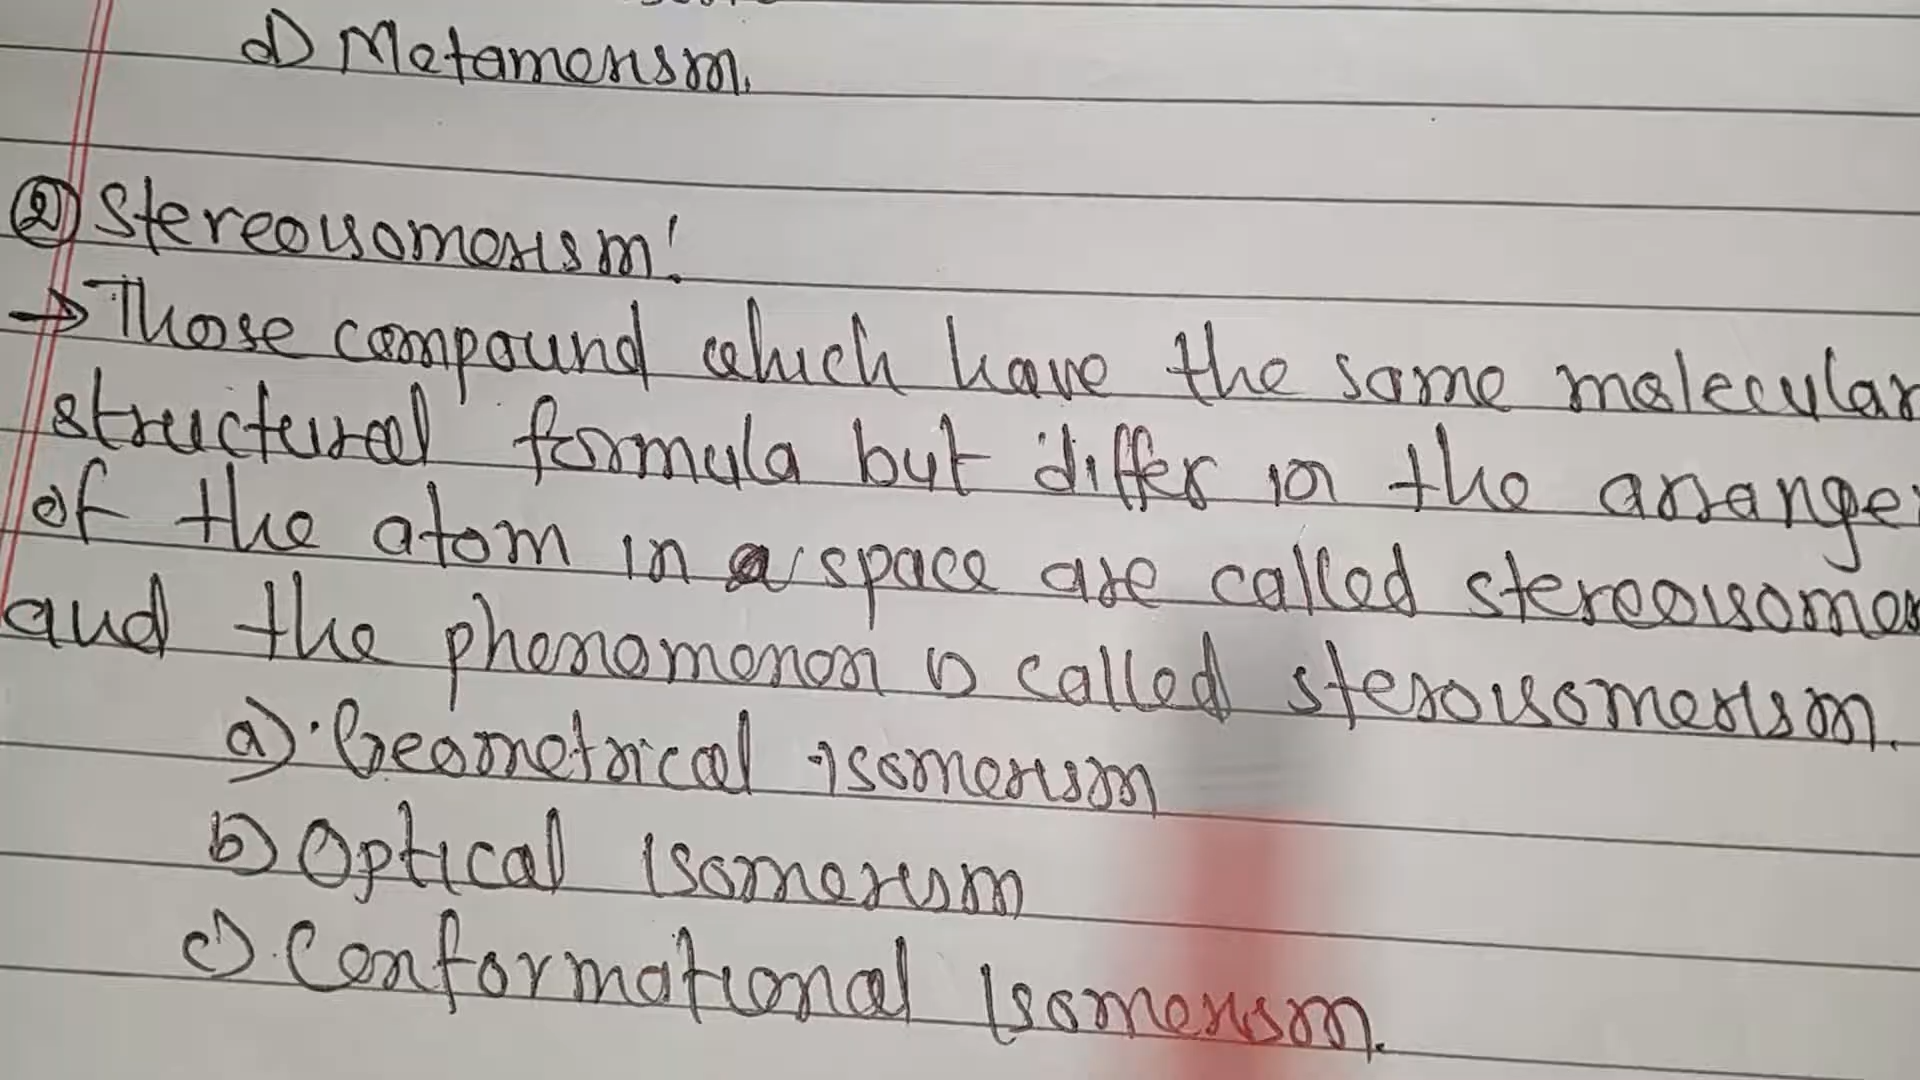 d) Metamerism.
② Stereoisomerism:
→ Those compound which have the same molecular
structural formula but differ in the arrange
of the atom in a space are called stereoisomer
and the phenomenon is called steroisomerism.
a) Geometrical isomerism
b) Optical Isomerism
c) Conformational Isomerism.